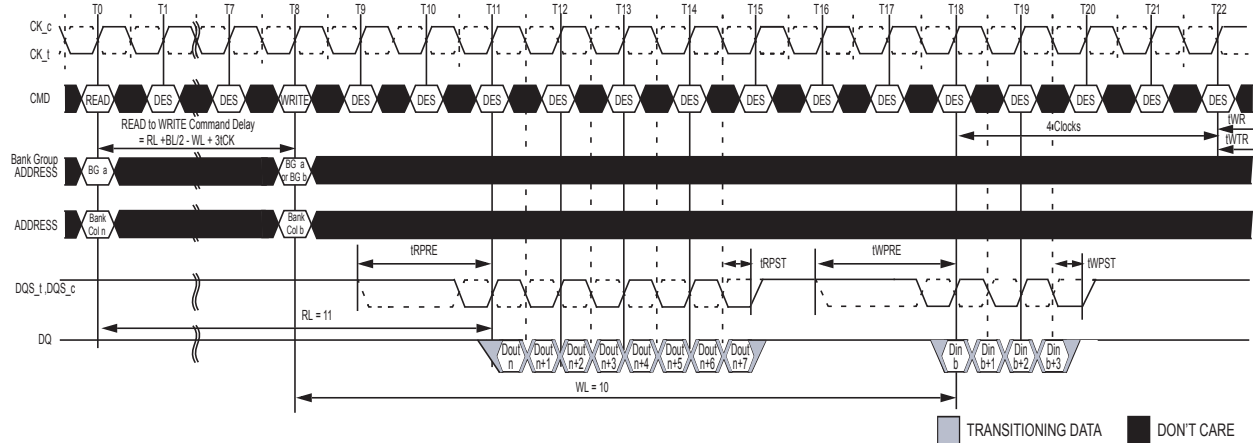 T0 T1 T7 T8 T9 T10 T11 T12 T13 T14 T15 T16 T17 T18 T19 T20 T21 T22
CK_c
CK_t
CMD READ DES DES WRITE DES DES DES DES DES DES DES DES DES DES DES DES DES DES
READ to WRITE Command Delay
= RL +BL/2 - WL + 3tCK
4 Clocks
tWR
tWTR
Bank Group
ADDRESS
BG a
BG a
or BG b
ADDRESS
Bank
Col n
Bank
Col b
tRPRE tRPST tWPRE tWPST
DQS_t ,DQS_c
RL = 11
DQ
Dout
n
Dout
n+1
Dout
n+2
Dout
n+3
Dout
n+4
Dout
n+5
Dout
n+6
Dout
n+7
Din
b
Din
b+1
Din
b+2
Din
b+3
WL = 10
TRANSITIONING DATA DON'T CARE